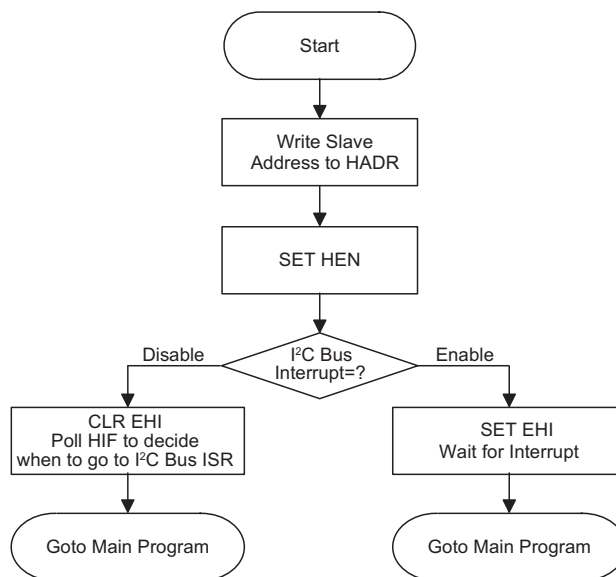 Start
Write Slave
Address to HADR
SET HEN
I²C Bus
Interrupt=?
Disable
Enable
CLR EHI
Poll HIF to decide
when to go to I²C Bus ISR
SET EHI
Wait for Interrupt
Goto Main Program
Goto Main Program